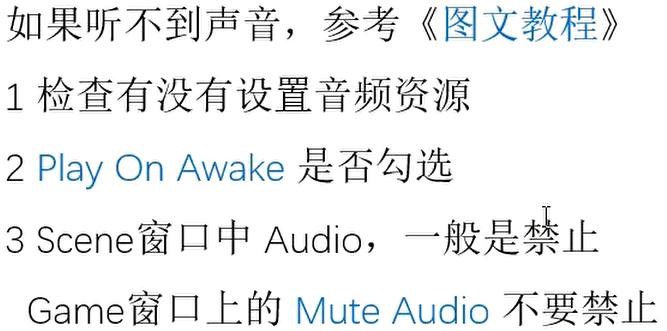 如果听不到声音，参考《图文教程》
1 检查有没有设置音频资源
2 Play On Awake 是否勾选
3 Scene窗口中 Audio，一般是禁止
Game窗口上的 Mute Audio 不要禁止